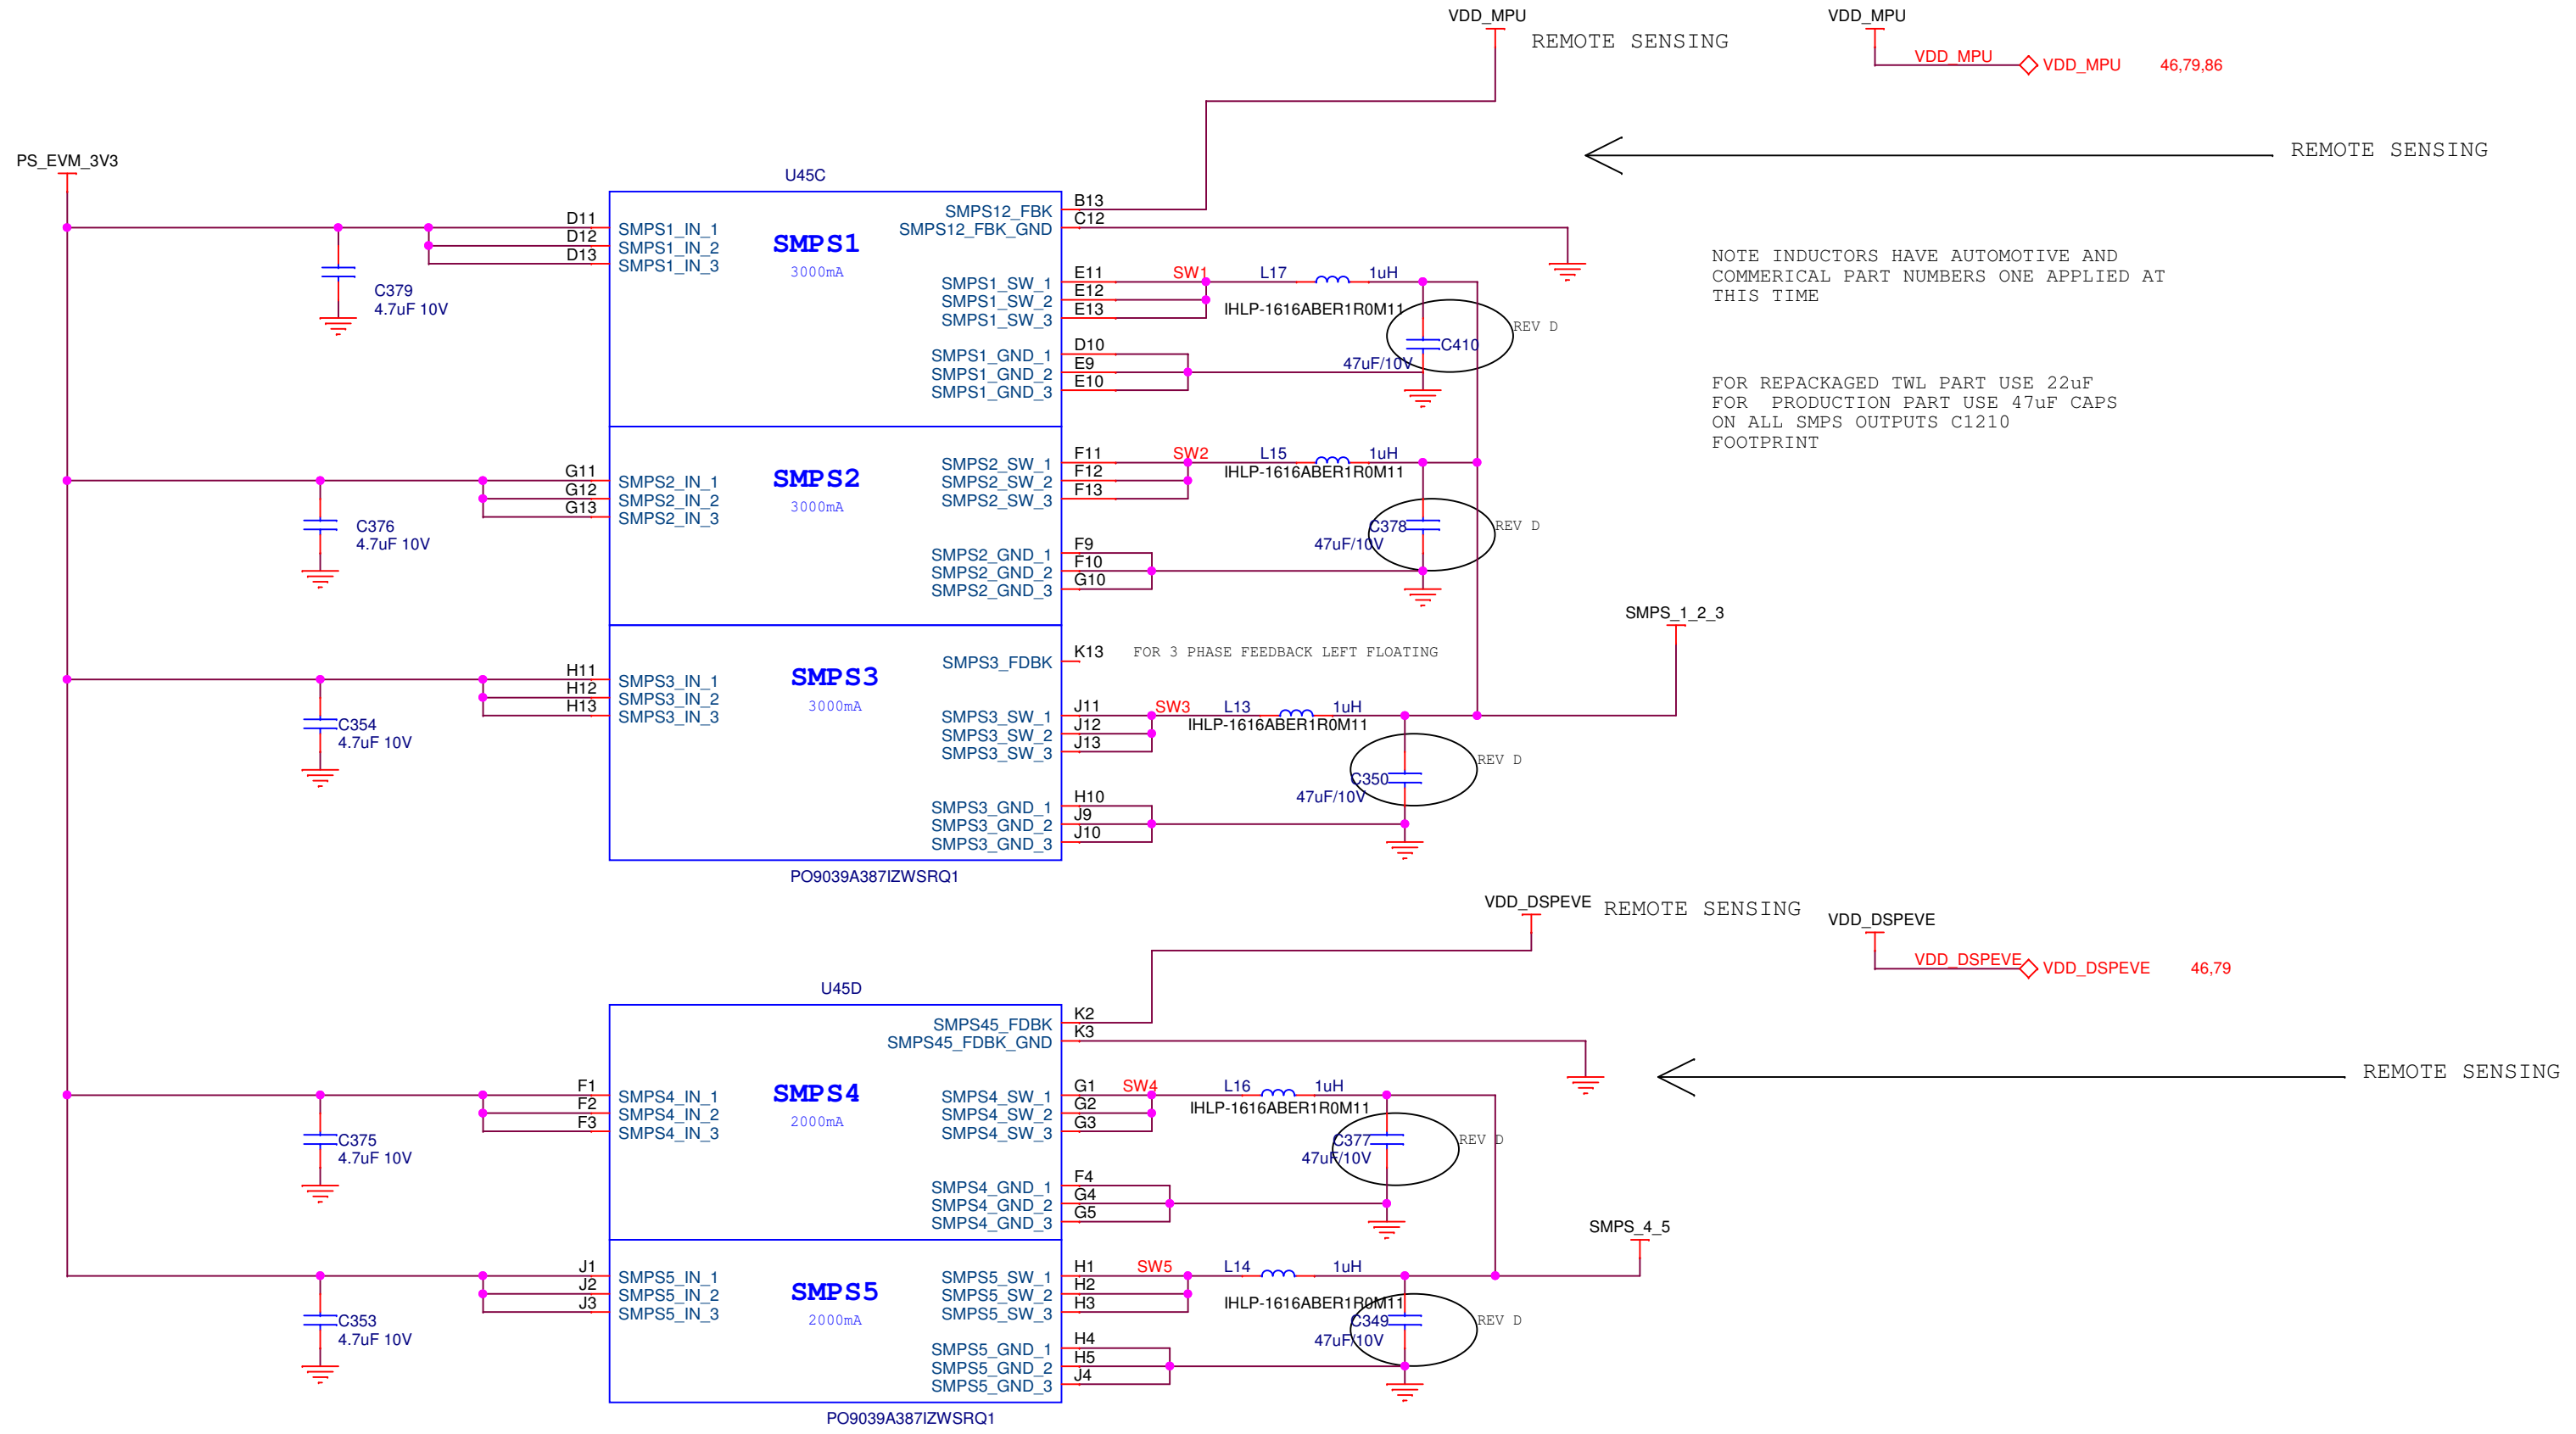 VDD_MPU
REMOTE SENSING
VDD_MPU
VDD_MPU
VDD_MPU
46,79,86
REMOTE SENSING
PS_EVM_3V3
U45C
SMPS1
3000mA
D11 SMPS1_IN_1
D12 SMPS1_IN_2
D13 SMPS1_IN_3
C379
4.7uF 10V
SMPS12_FBK B13
SMPS12_FBK_GND C12
SMPS1_SW_1 E11
SMPS1_SW_2 E12
SMPS1_SW_3 E13
SW1
L17 1uH
IHLP-1616ABER1R0M11
SMPS1_GND_1 D10
SMPS1_GND_2 E9
SMPS1_GND_3 E10
C410
47uF/10V
REV D
NOTE INDUCTORS HAVE AUTOMOTIVE AND
COMMERICAL PART NUMBERS ONE APPLIED AT
THIS TIME
FOR REPACKAGED TWL PART USE 22uF
FOR PRODUCTION PART USE 47uF CAPS
ON ALL SMPS OUTPUTS C1210
FOOTPRINT
SMPS2
3000mA
G11 SMPS2_IN_1
G12 SMPS2_IN_2
G13 SMPS2_IN_3
C376
4.7uF 10V
SMPS2_SW_1 F11
SMPS2_SW_2 F12
SMPS2_SW_3 F13
SW2
L15 1uH
IHLP-1616ABER1R0M11
SMPS2_GND_1 F9
SMPS2_GND_2 F10
SMPS2_GND_3 G10
C378
47uF/10V
REV D
SMPS_1_2_3
SMPS3
3000mA
H11 SMPS3_IN_1
H12 SMPS3_IN_2
H13 SMPS3_IN_3
C354
4.7uF 10V
SMPS3_FDBK K13
FOR 3 PHASE FEEDBACK LEFT FLOATING
SMPS3_SW_1 J11
SMPS3_SW_2 J12
SMPS3_SW_3 J13
SW3
L13 1uH
IHLP-1616ABER1R0M11
SMPS3_GND_1 H10
SMPS3_GND_2 J9
SMPS3_GND_3 J10
C350
47uF/10V
REV D
PO9039A387IZWSRQ1
VDD_DSPEVE
REMOTE SENSING
VDD_DSPEVE
VDD_DSPEVE
VDD_DSPEVE
46,79
U45D
SMPS45_FDBK K2
SMPS45_FDBK_GND K3
REMOTE SENSING
SMPS4
2000mA
F1 SMPS4_IN_1
F2 SMPS4_IN_2
F3 SMPS4_IN_3
C375
4.7uF 10V
SMPS4_SW_1 G1
SMPS4_SW_2 G2
SMPS4_SW_3 G3
SW4
L16 1uH
IHLP-1616ABER1R0M11
SMPS4_GND_1 F4
SMPS4_GND_2 G4
SMPS4_GND_3 G5
C377
47uF/10V
REV D
SMPS_4_5
SMPS5
2000mA
J1 SMPS5_IN_1
J2 SMPS5_IN_2
J3 SMPS5_IN_3
C353
4.7uF 10V
SMPS5_SW_1 H1
SMPS5_SW_2 H2
SMPS5_SW_3 H3
SW5
L14 1uH
IHLP-1616ABER1R0M11
SMPS5_GND_1 H4
SMPS5_GND_2 H5
SMPS5_GND_3 J4
C349
47uF/10V
REV D
PO9039A387IZWSRQ1